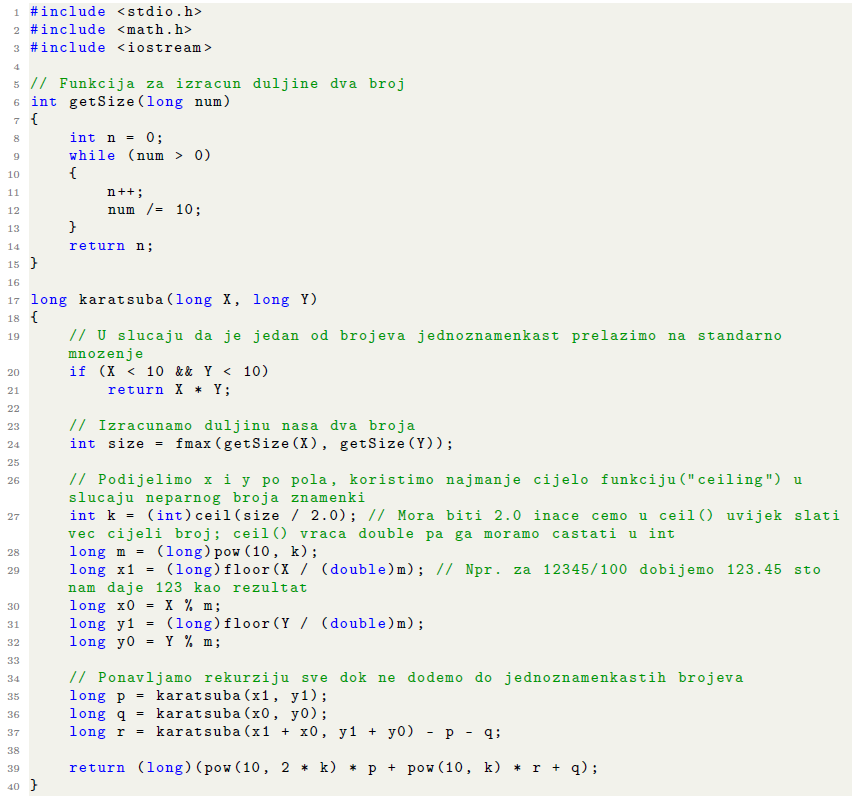 1 #include <stdio.h>
2 #include <math.h>
3 #include <iostream>
4
5 // Funkcija za izracun duljine dva broj
6 int getSize(long num)
7 {
8     int n = 0;
9     while (num > 0)
10     {
11         n++;
12         num /= 10;
13     }
14     return n;
15 }
16
17 long karatsuba(long X, long Y)
18 {
19     // U slucaju da je jedan od brojeva jednoznamenkast prelazimo na standarno
    mnozenje
20     if (X < 10 && Y < 10)
21         return X * Y;
22
23     // Izracunamo duljinu nasa dva broja
24     int size = fmax(getSize(X), getSize(Y));
25
26     // Podijelimo x i y po pola, koristimo najmanje cijelo funkciju("ceiling") u
    slucaju neparnog broja znamenki
27     int k = (int)ceil(size / 2.0); // Mora biti 2.0 inace cemo u ceil() uvijek slati
    vec cijeli broj; ceil() vraca double pa ga moramo castati u int
28     long m = (long)pow(10, k);
29     long x1 = (long)floor(X / (double)m); // Npr. za 12345/100 dobijemo 123.45 sto
    nam daje 123 kao rezultat
30     long x0 = X % m;
31     long y1 = (long)floor(Y / (double)m);
32     long y0 = Y % m;
33
34     // Ponavljamo rekurziju sve dok ne dodemo do jednoznamenkastih brojeva
35     long p = karatsuba(x1, y1);
36     long q = karatsuba(x0, y0);
37     long r = karatsuba(x1 + x0, y1 + y0) - p - q;
38
39     return (long)(pow(10, 2 * k) * p + pow(10, k) * r + q);
40 }